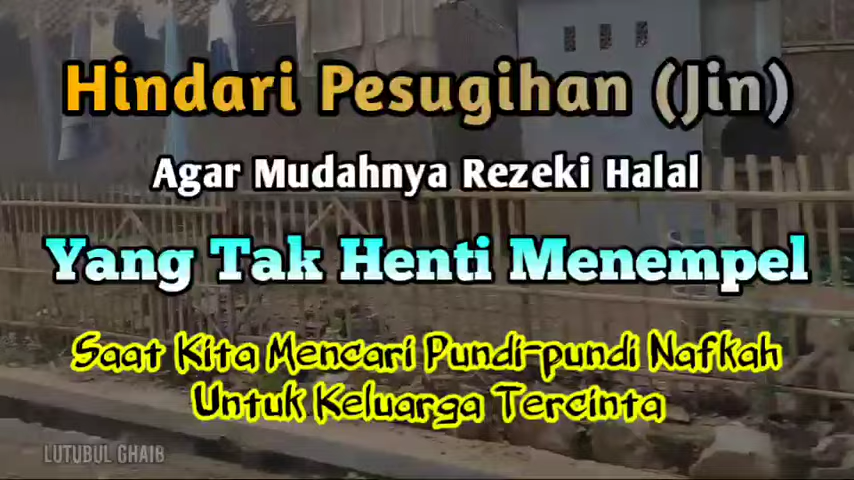 Hindari Pesugihan (Jin)
Agar Mudahnya Rezeki Halal
Yang Tak Henti Menempel
Saat Kita Mencari Pundi-pundi Nafkah
Untuk Keluarga Tercinta
LUTUBUL GHAIB